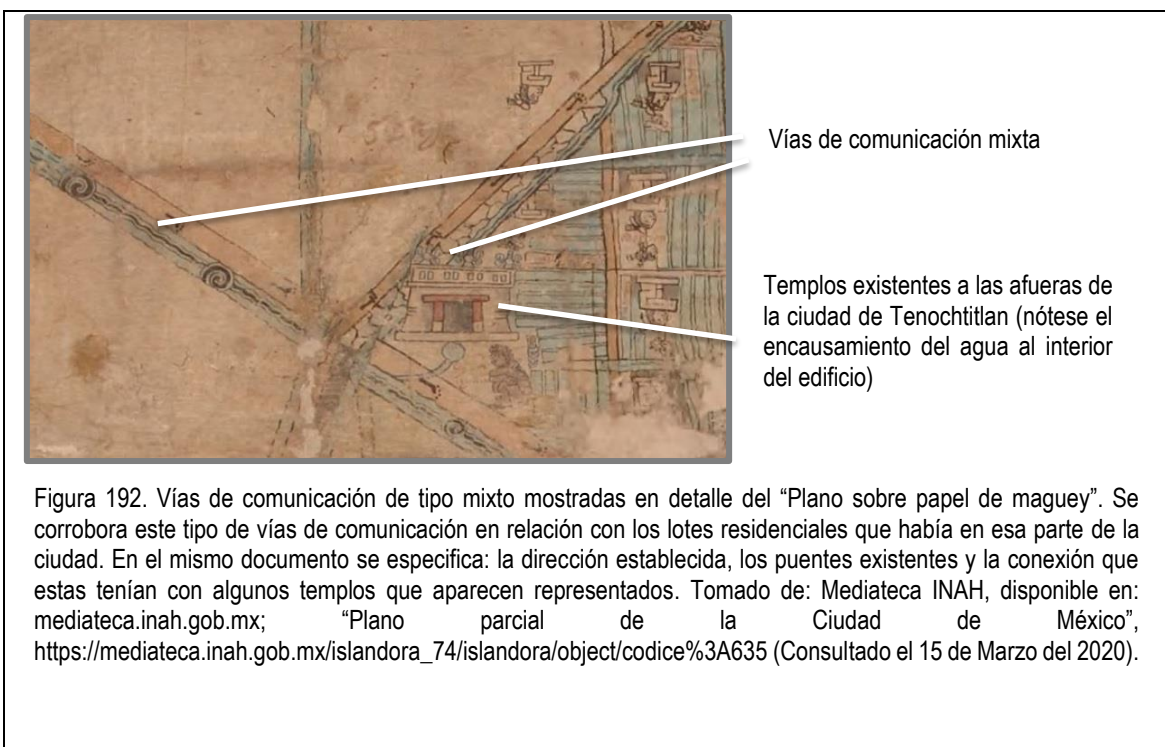 Vías de comunicación mixta
Templos existentes a las afueras de
la ciudad de Tenochtitlan (nótese el
encausamiento del agua al interior
del edificio)
Figura 192. Vías de comunicación de tipo mixto mostradas en detalle del “Plano sobre papel de maguey”. Se
corrobora este tipo de vías de comunicación en relación con los lotes residenciales que había en esa parte de la
ciudad. En el mismo documento se especifica: la dirección establecida, los puentes existentes y la conexión que
estas tenían con algunos templos que aparecen representados. Tomado de: Mediateca INAH, disponible en:
mediateca.inah.gob.mx; “Plano parcial de la Ciudad de México”,
https://mediateca.inah.gob.mx/islandora_74/islandora/object/codice%3A635 (Consultado el 15 de Marzo del 2020).